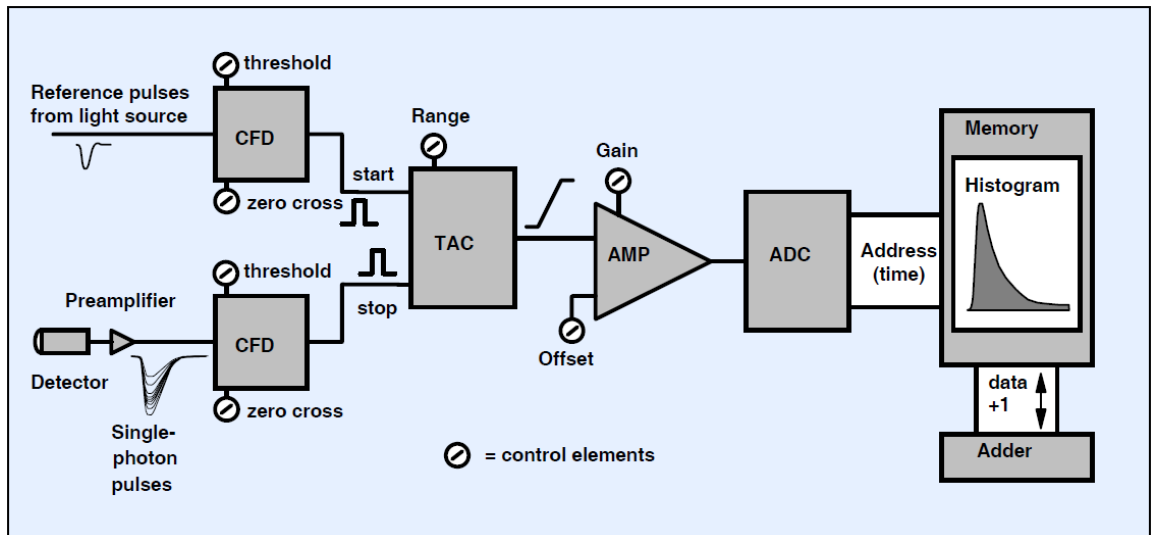 threshold
Reference pulses
from light source
CFD
zero cross
Range
start
TAC
threshold
Preamplifier
stop
CFD
Detector
zero cross
Single-
photon
pulses
Gain
AMP
Offset
ADC
Address
(time)
Memory
Histogram
data
+1
Adder
= control elements